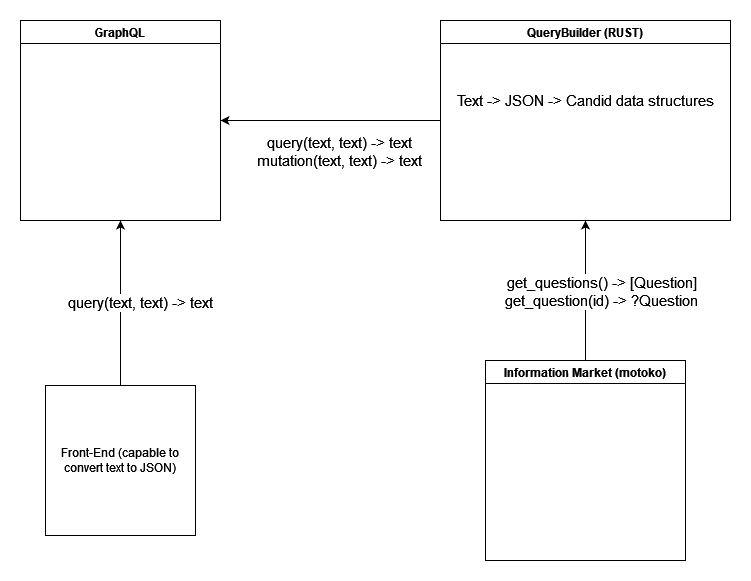 GraphQL
QueryBuilder (RUST)
Text -> JSON -> Candid data structures
query(text, text) -> text
mutation(text, text) -> text
query(text, text) -> text
get_questions() -> [Question]
get_question(id) -> ?Question
Information Market (motoko)
Front-End (capable to
convert text to JSON)